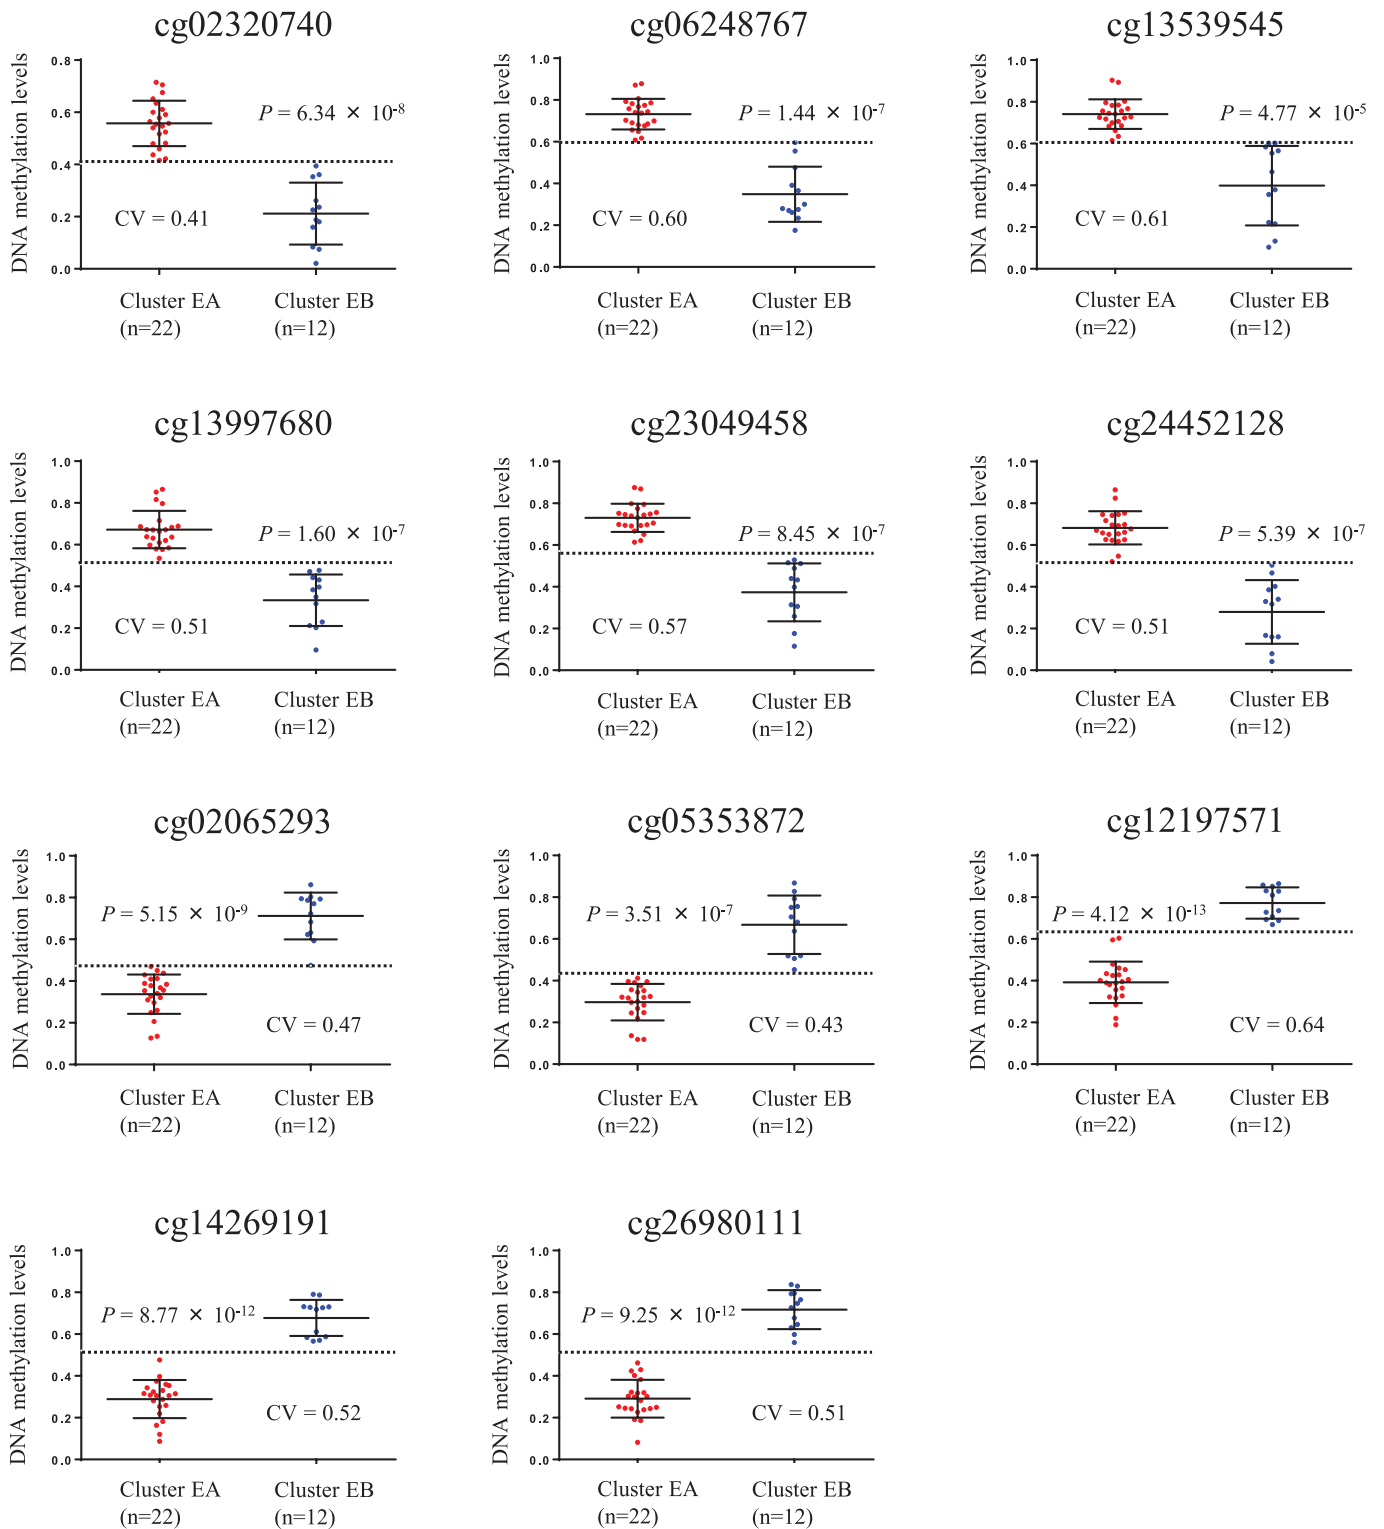 cg02320740
DNA methylation levels
0.8
0.6
0.4
0.2
0.0
P = 6.34 × 10-8
CV = 0.41
Cluster EA
(n=22)
Cluster EB
(n=12)
cg06248767
DNA methylation levels
1.0
0.8
0.6
0.4
0.2
0.0
P = 1.44 × 10-7
CV = 0.60
Cluster EA
(n=22)
Cluster EB
(n=12)
cg13539545
DNA methylation levels
1.0
0.8
0.6
0.4
0.2
0.0
P = 4.77 × 10-5
CV = 0.61
Cluster EA
(n=22)
Cluster EB
(n=12)
cg13997680
DNA methylation levels
1.0
0.8
0.6
0.4
0.2
0.0
P = 1.60 × 10-7
CV = 0.51
Cluster EA
(n=22)
Cluster EB
(n=12)
cg23049458
DNA methylation levels
1.0
0.8
0.6
0.4
0.2
0.0
P = 8.45 × 10-7
CV = 0.57
Cluster EA
(n=22)
Cluster EB
(n=12)
cg24452128
DNA methylation levels
1.0
0.8
0.6
0.4
0.2
0.0
P = 5.39 × 10-7
CV = 0.51
Cluster EA
(n=22)
Cluster EB
(n=12)
cg02065293
DNA methylation levels
1.0
0.8
0.6
0.4
0.2
0.0
P = 5.15 × 10-9
CV = 0.47
Cluster EA
(n=22)
Cluster EB
(n=12)
cg05353872
DNA methylation levels
1.0
0.8
0.6
0.4
0.2
0.0
P = 3.51 × 10-7
CV = 0.43
Cluster EA
(n=22)
Cluster EB
(n=12)
cg12197571
DNA methylation levels
1.0
0.8
0.6
0.4
0.2
0.0
P = 4.12 × 10-13
CV = 0.64
Cluster EA
(n=22)
Cluster EB
(n=12)
cg14269191
DNA methylation levels
1.0
0.8
0.6
0.4
0.2
0.0
P = 8.77 × 10-12
CV = 0.52
Cluster EA
(n=22)
Cluster EB
(n=12)
cg26980111
DNA methylation levels
1.0
0.8
0.6
0.4
0.2
0.0
P = 9.25 × 10-12
CV = 0.51
Cluster EA
(n=22)
Cluster EB
(n=12)